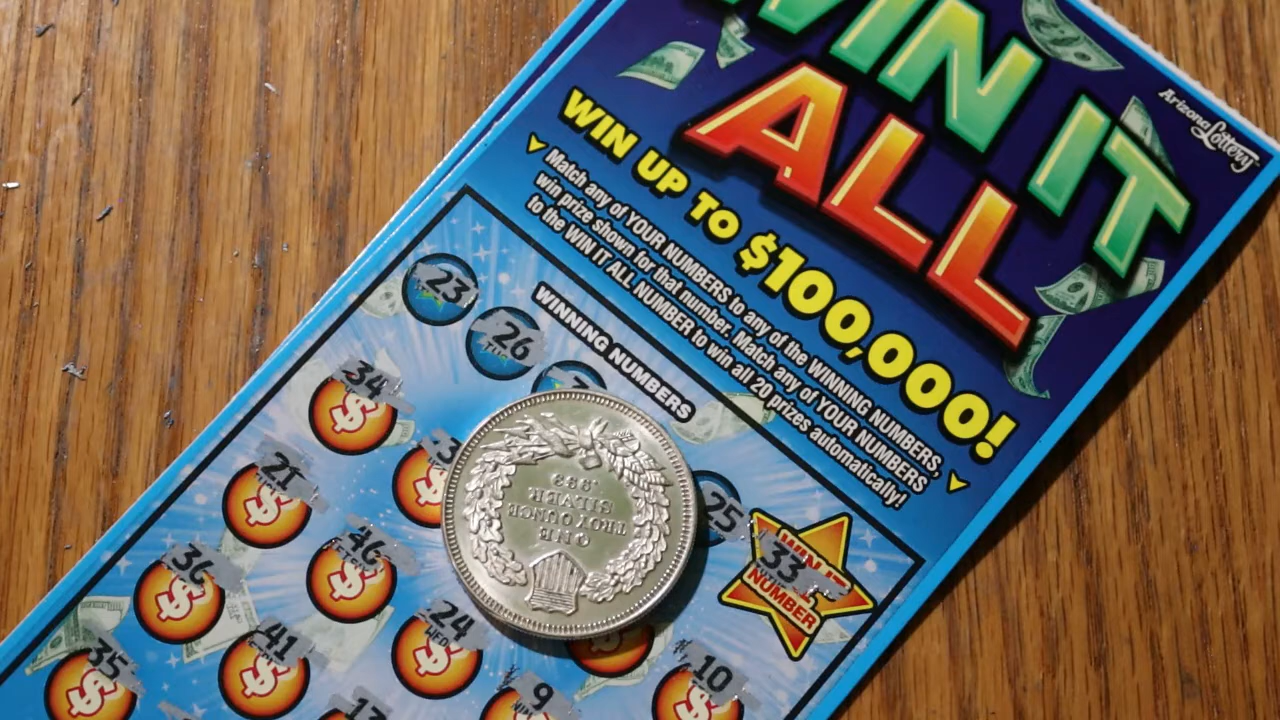 WIN IT
ALL
Arizona Lottery
WIN UP TO $100,000!
Match any of YOUR NUMBERS to any of the WINNING NUMBERS,
win prize shown for that number. Match any of YOUR NUMBERS
to the WIN IT ALL NUMBER to win all 20 prizes automatically!
WINNING NUMBERS
23
26
25
33
WIN IT
NUMBER
34
21
36
46
35
41
24
13
9
10
ONE
TROY OUNCE
SILVER
.999